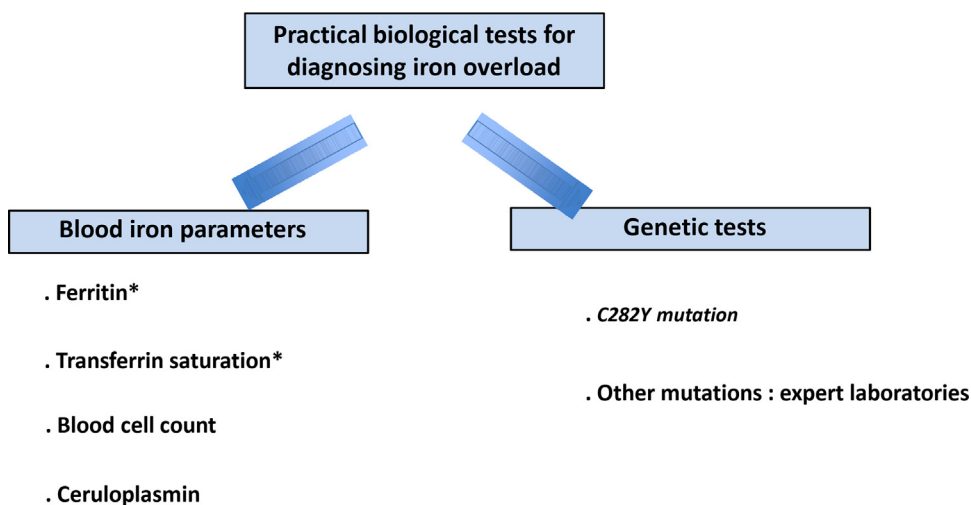 Practical biological tests for
diagnosing iron overload
Blood iron parameters
. Ferritin*
. Transferrin saturation*
. Blood cell count
. Ceruloplasmin
Genetic tests
. C282Y mutation
. Other mutations : expert laboratories